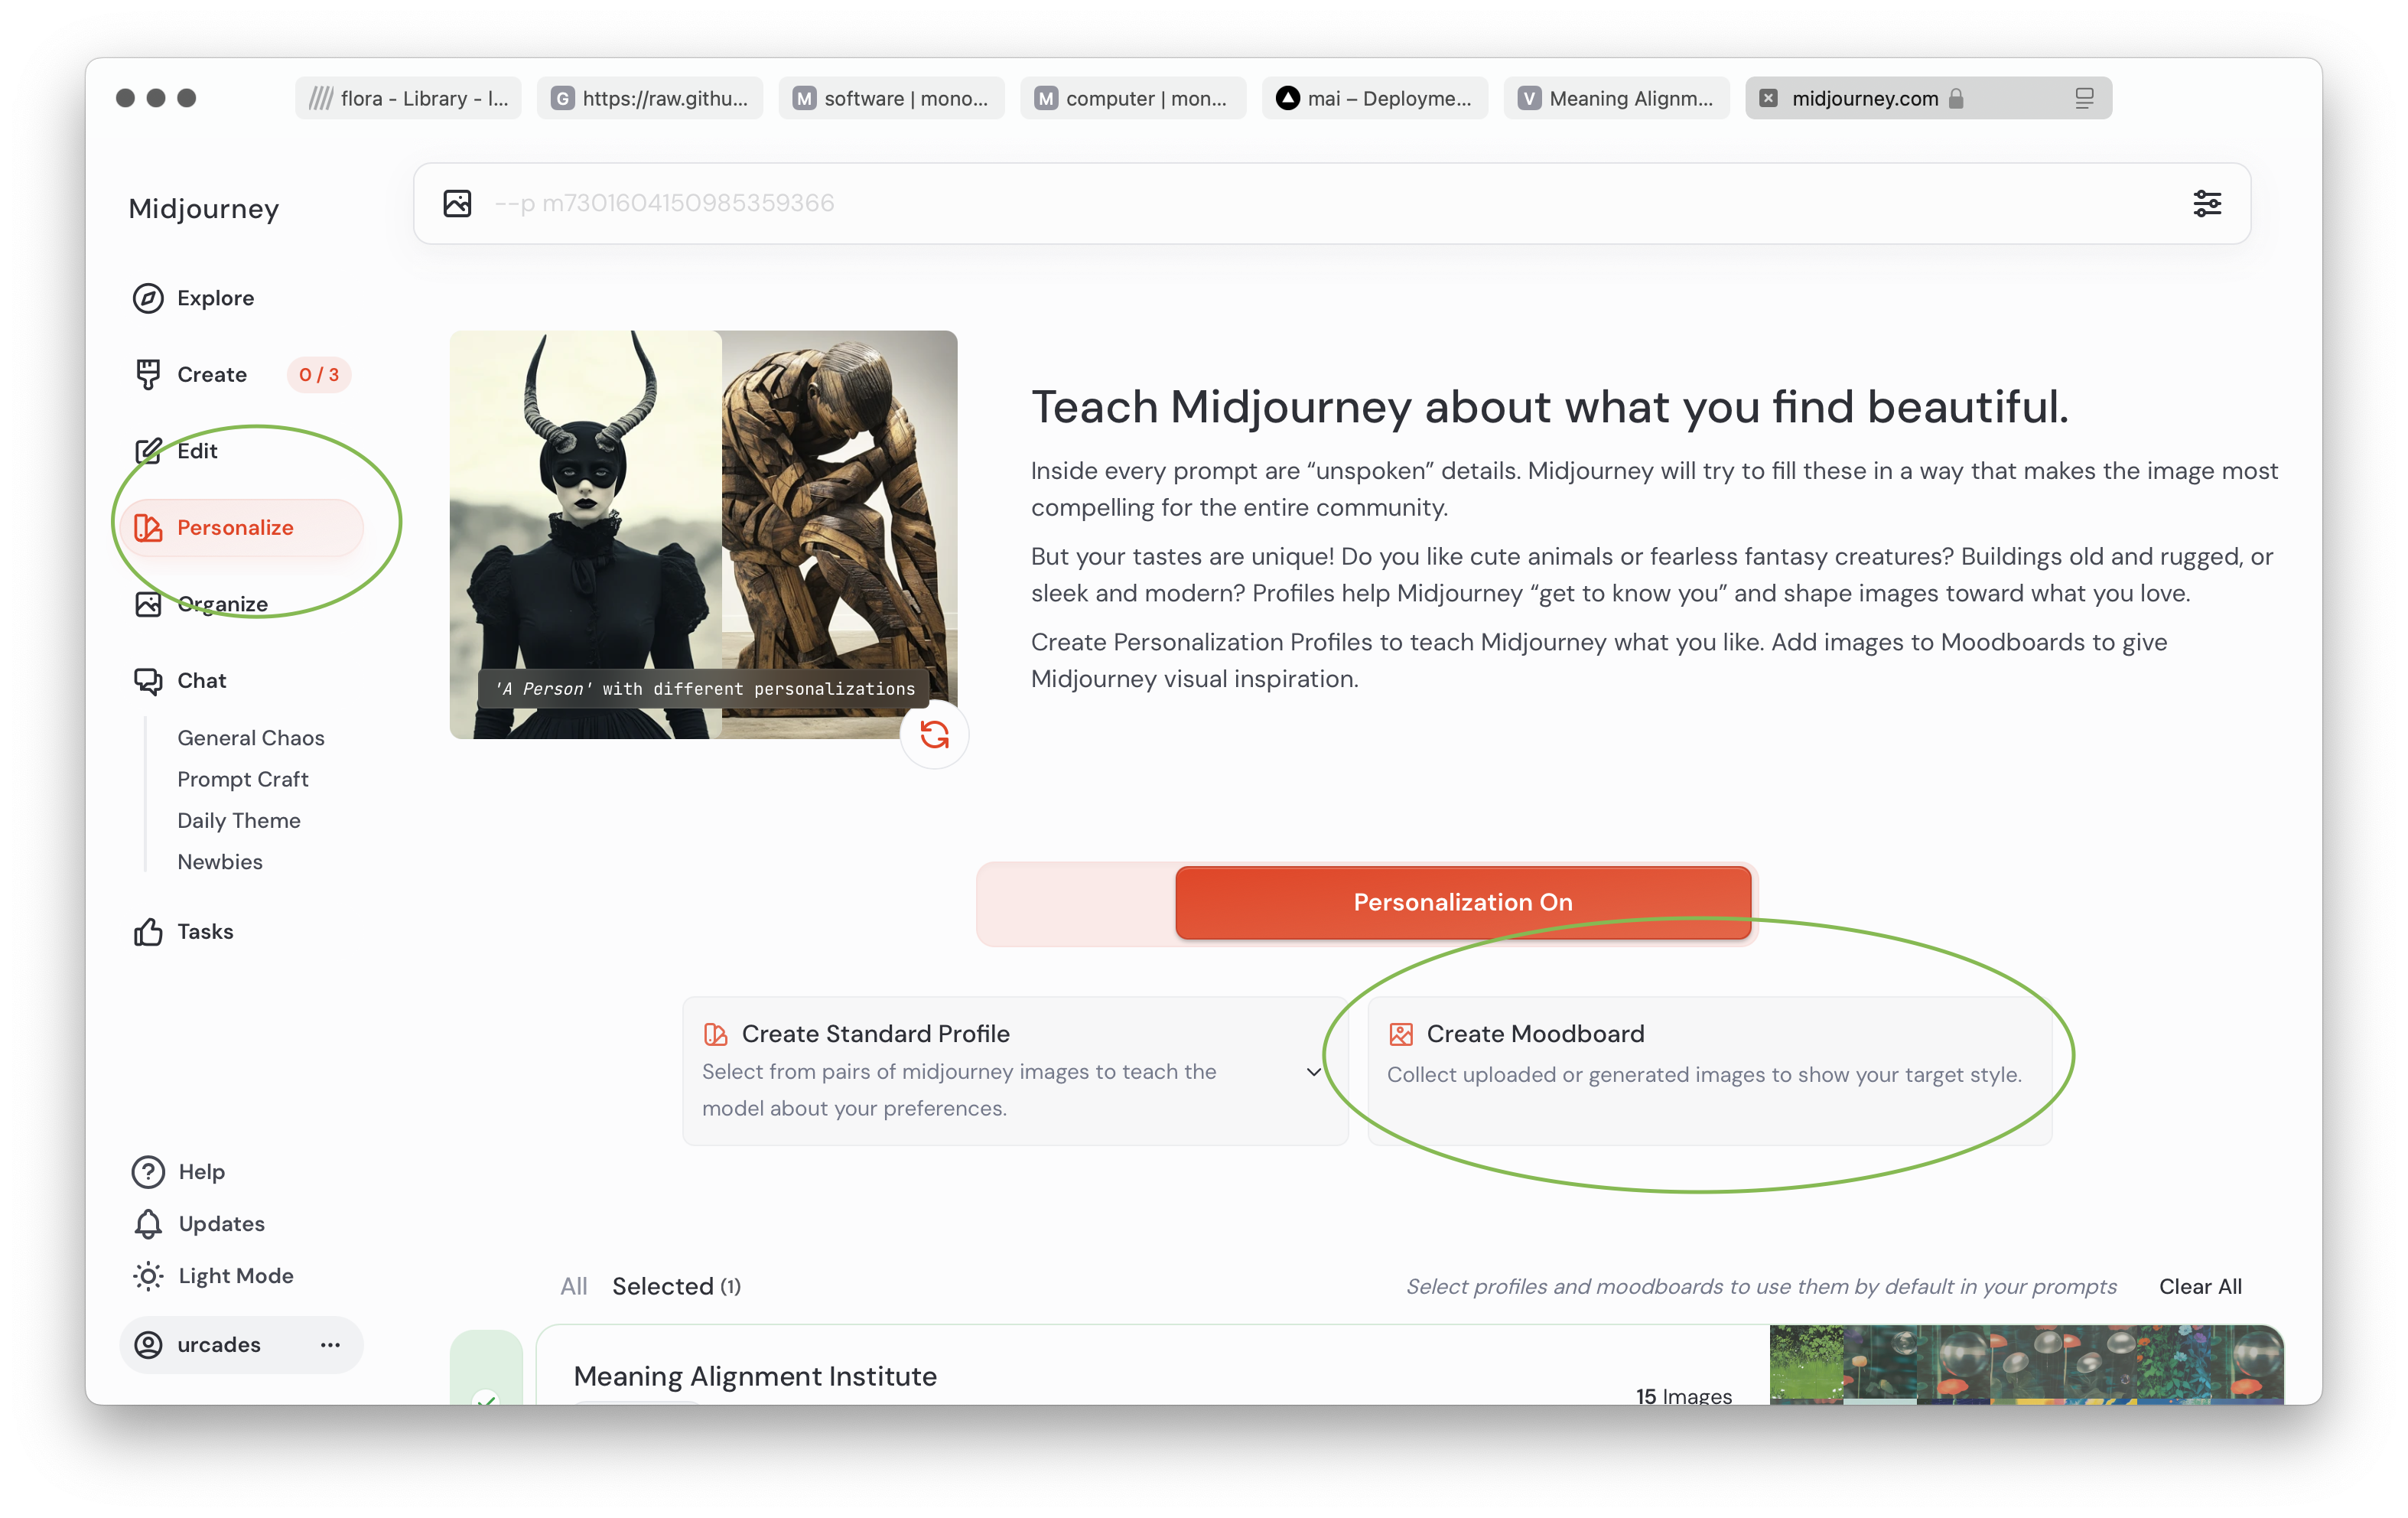 flora - Library - l...
G https://raw.githu...
M software | mono...
M computer | mon...
mai – Deployme...
V Meaning Alignm...
midjourney.com
Midjourney
--p m7301604150985359366
Explore
Create 0 / 3
Edit
Personalize
Organize
Chat
General Chaos
Prompt Craft
Daily Theme
Newbies
Tasks
Help
Updates
Light Mode
urcades ...
'A Person' with different personalizations
Teach Midjourney about what you find beautiful.
Inside every prompt are “unspoken” details. Midjourney will try to fill these in a way that makes the image most
compelling for the entire community.
But your tastes are unique! Do you like cute animals or fearless fantasy creatures? Buildings old and rugged, or
sleek and modern? Profiles help Midjourney “get to know you” and shape images toward what you love.
Create Personalization Profiles to teach Midjourney what you like. Add images to Moodboards to give
Midjourney visual inspiration.
Personalization On
Create Standard Profile
Select from pairs of midjourney images to teach the
model about your preferences.
Create Moodboard
Collect uploaded or generated images to show your target style.
All Selected (1)
Select profiles and moodboards to use them by default in your prompts Clear All
Meaning Alignment Institute
15 Images